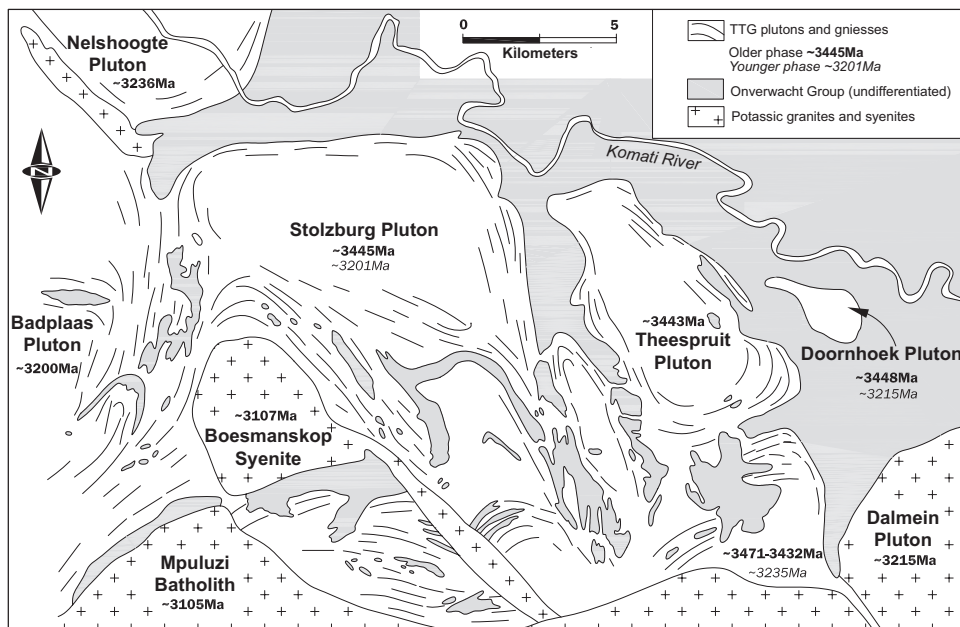 Nelshoogte
Pluton
~3236Ma
0
5
Kilometers
TTG plutons and gniesses
Older phase ~3445Ma
Younger phase ~3201Ma
Onverwacht Group (undifferentiated)
Potassic granites and syenites
Komati River
N
Stolzburg Pluton
~3445Ma
~3201Ma
Badplaas
Pluton
~3200Ma
~3443Ma
Theespruit
Pluton
Doornhoek Pluton
~3448Ma
~3215Ma
~3107Ma
Boesmanskop
Syenite
Dalmein
Pluton
~3215Ma
~3471-3432Ma
~3235Ma
Mpuluzi
Batholith
~3105Ma